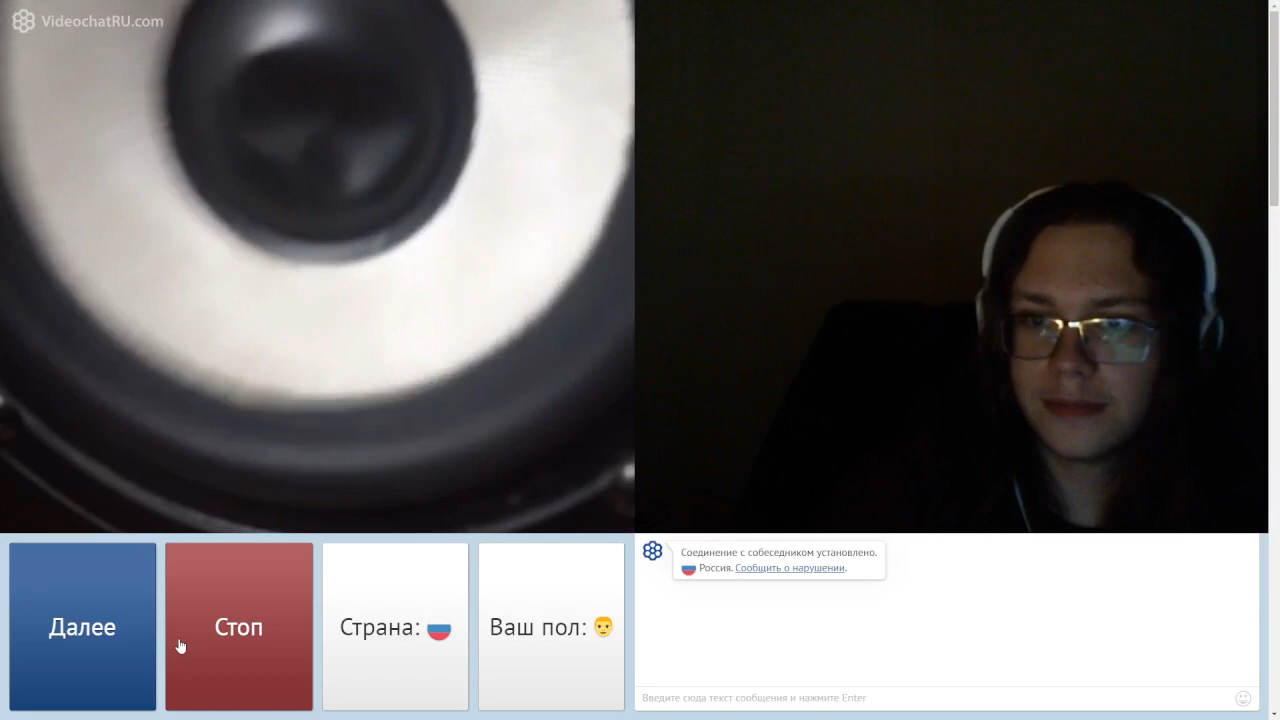 VideochatRU.com
Соединение с собеседником установлено.
Россия. Сообщить о нарушении.
Далее
Стоп
Страна:
Ваш пол:
Введите сюда текст сообщения и нажмите Enter